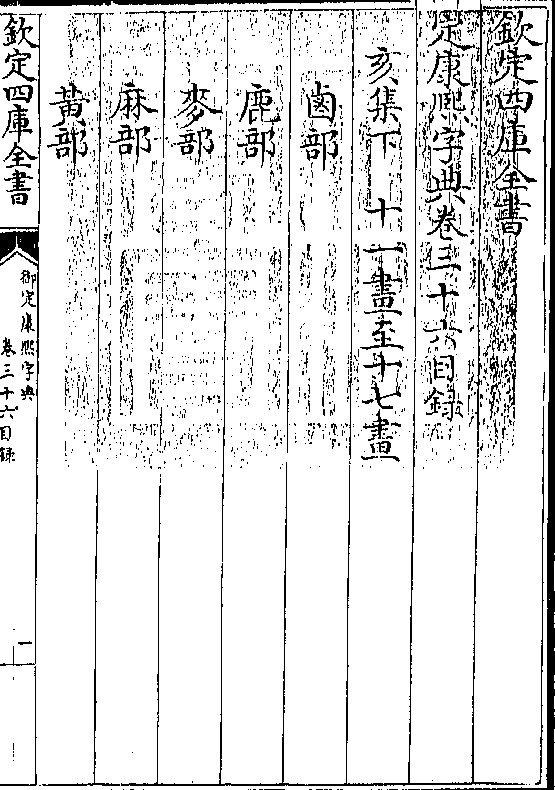 欽定四庫全書
定康熙字典卷三十六目録
亥集下　十一畫至十七畫
鹵部
鹿部
麥部
麻部
黃部
欽定四庫全書
御定康熙字典
卷三十六目録
一